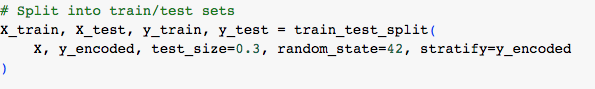 # Split into train/test sets
X_train, X_test, y_train, y_test = train_test_split(
    X, y_encoded, test_size=0.3, random_state=42, stratify=y_encoded
)